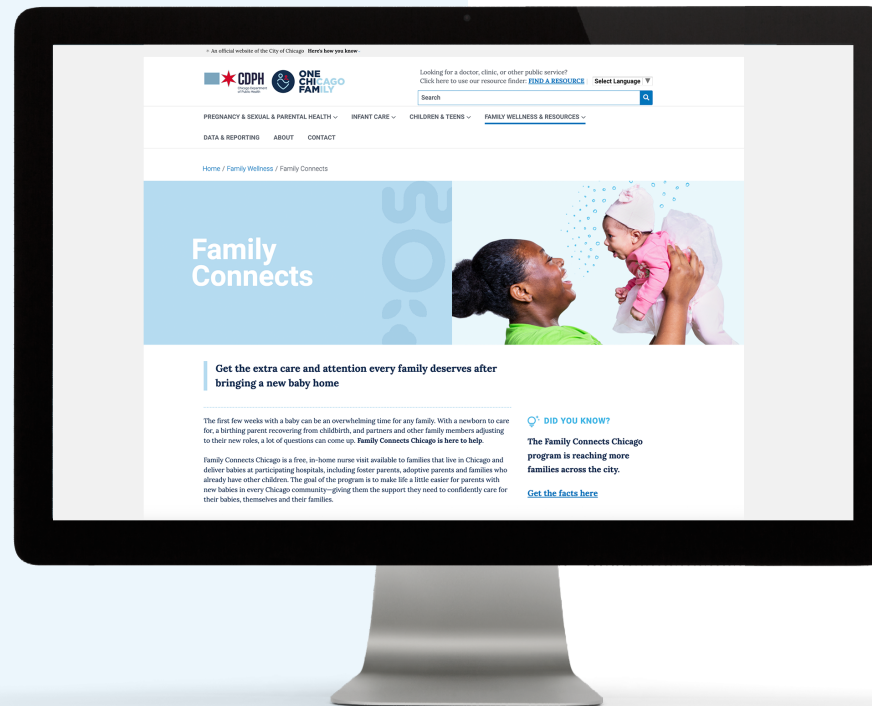 An official website of the City of Chicago Here's how you know
CDPH
Chicago Department
of Public Health
ONE
CHICAGO
FAMILY
Looking for a doctor, clinic, or other public service?
Click here to use our resource finder: FIND A RESOURCE
Select Language ▼
Search
PREGNANCY & SEXUAL & PARENTAL HEALTH
INFANT CARE
CHILDREN & TEENS
FAMILY WELLNESS & RESOURCES
DATA & REPORTING
ABOUT
CONTACT
Home / Family Wellness / Family Connects
Family
Connects
Get the extra care and attention every family deserves after
bringing a new baby home
The first few weeks with a baby can be an overwhelming time for any family. With a newborn to care
for, a birthing parent recovering from childbirth, and partners and other family members adjusting
to their new roles, a lot of questions can come up. Family Connects Chicago is here to help.
Family Connects Chicago is a free, in-home nurse visit available to families that live in Chicago and
deliver babies at participating hospitals, including foster parents, adoptive parents and families who
already have other children. The goal of the program is to make life a little easier for parents with
new babies in every Chicago community—giving them the support they need to confidently care for
their babies, themselves and their families.
DID YOU KNOW?
The Family Connects Chicago
program is reaching more
families across the city.
Get the facts here